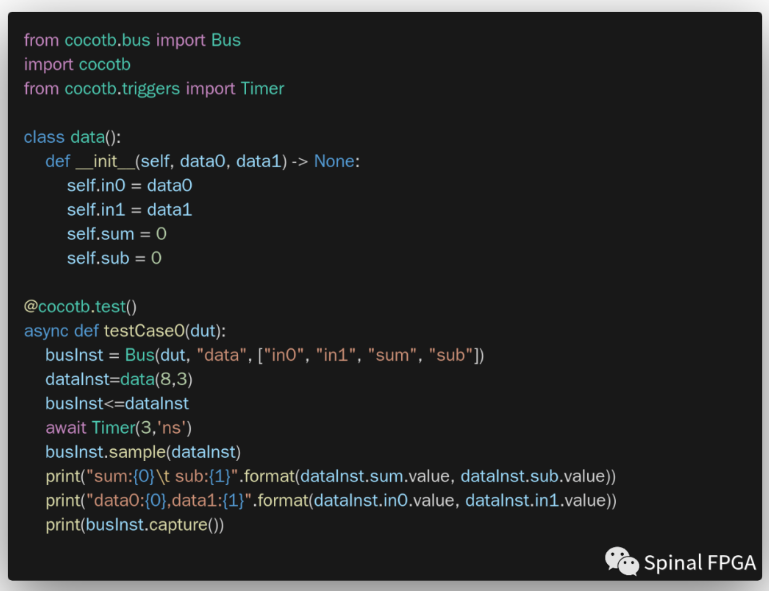 from cocotb.bus import Bus
import cocotb
from cocotb.triggers import Timer
class data():
    def __init__(self, data0, data1) -> None:
        self.in0 = data0
        self.in1 = data1
        self.sum = 0
        self.sub = 0
@cocotb.test()
async def testCase0(dut):
    busInst = Bus(dut, "data", ["in0", "in1", "sum", "sub"])
    dataInst=data(8,3)
    busInst<=dataInst
    await Timer(3,'ns')
    busInst.sample(dataInst)
    print("sum:{0}\t sub:{1}".format(dataInst.sum.value, dataInst.sub.value))
    print("data0:{0},data1:{1}".format(dataInst.in0.value, dataInst.in1.value))
    print(busInst.capture())
Spinal FPGA